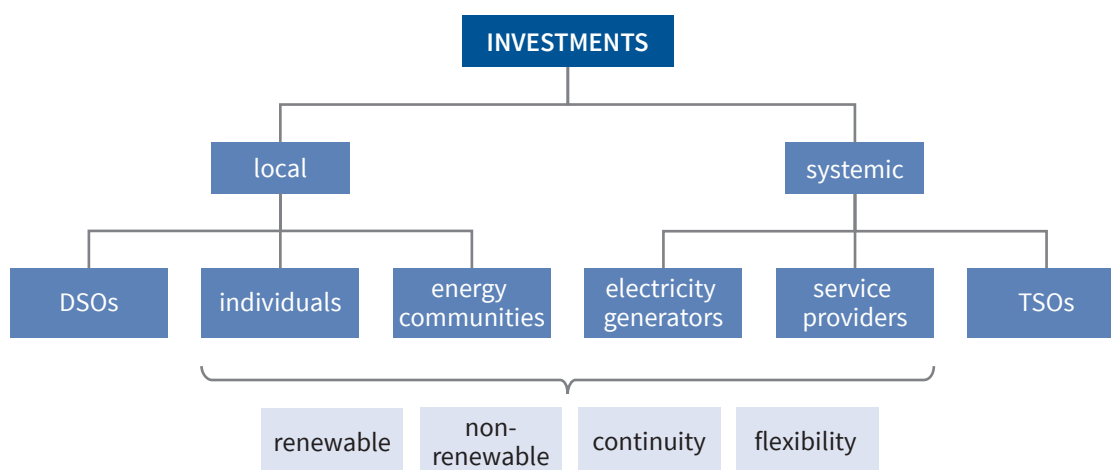 INVESTMENTS
local
systemic
DSOs
individuals
energy
communities
electricity
generators
service
providers
TSOs
renewable
non-
renewable
continuity
flexibility